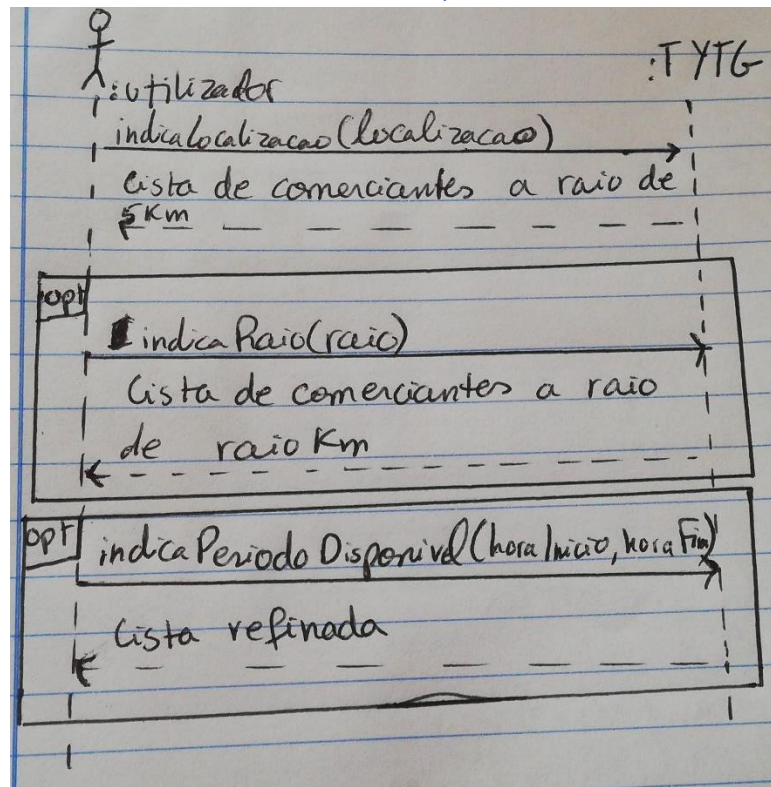 :utilizador
:TYTG
indicaLocalizacao(localizacao)
Lista de comerciantes a raio de
5Km
opt
indicaRaio(raio)
Lista de comerciantes a raio
de raio Km
opt
indicaPeriodoDisponivel(horaInicio, horaFim)
Lista refinada